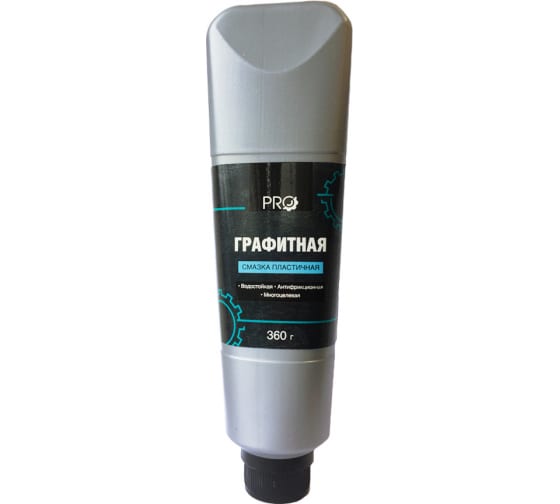 PRO
ГРАФИТНАЯ
СМАЗКА ПЛАСТИЧНАЯ
• Водостойкая • Антифрикционная
• Многоцелевая
360 г